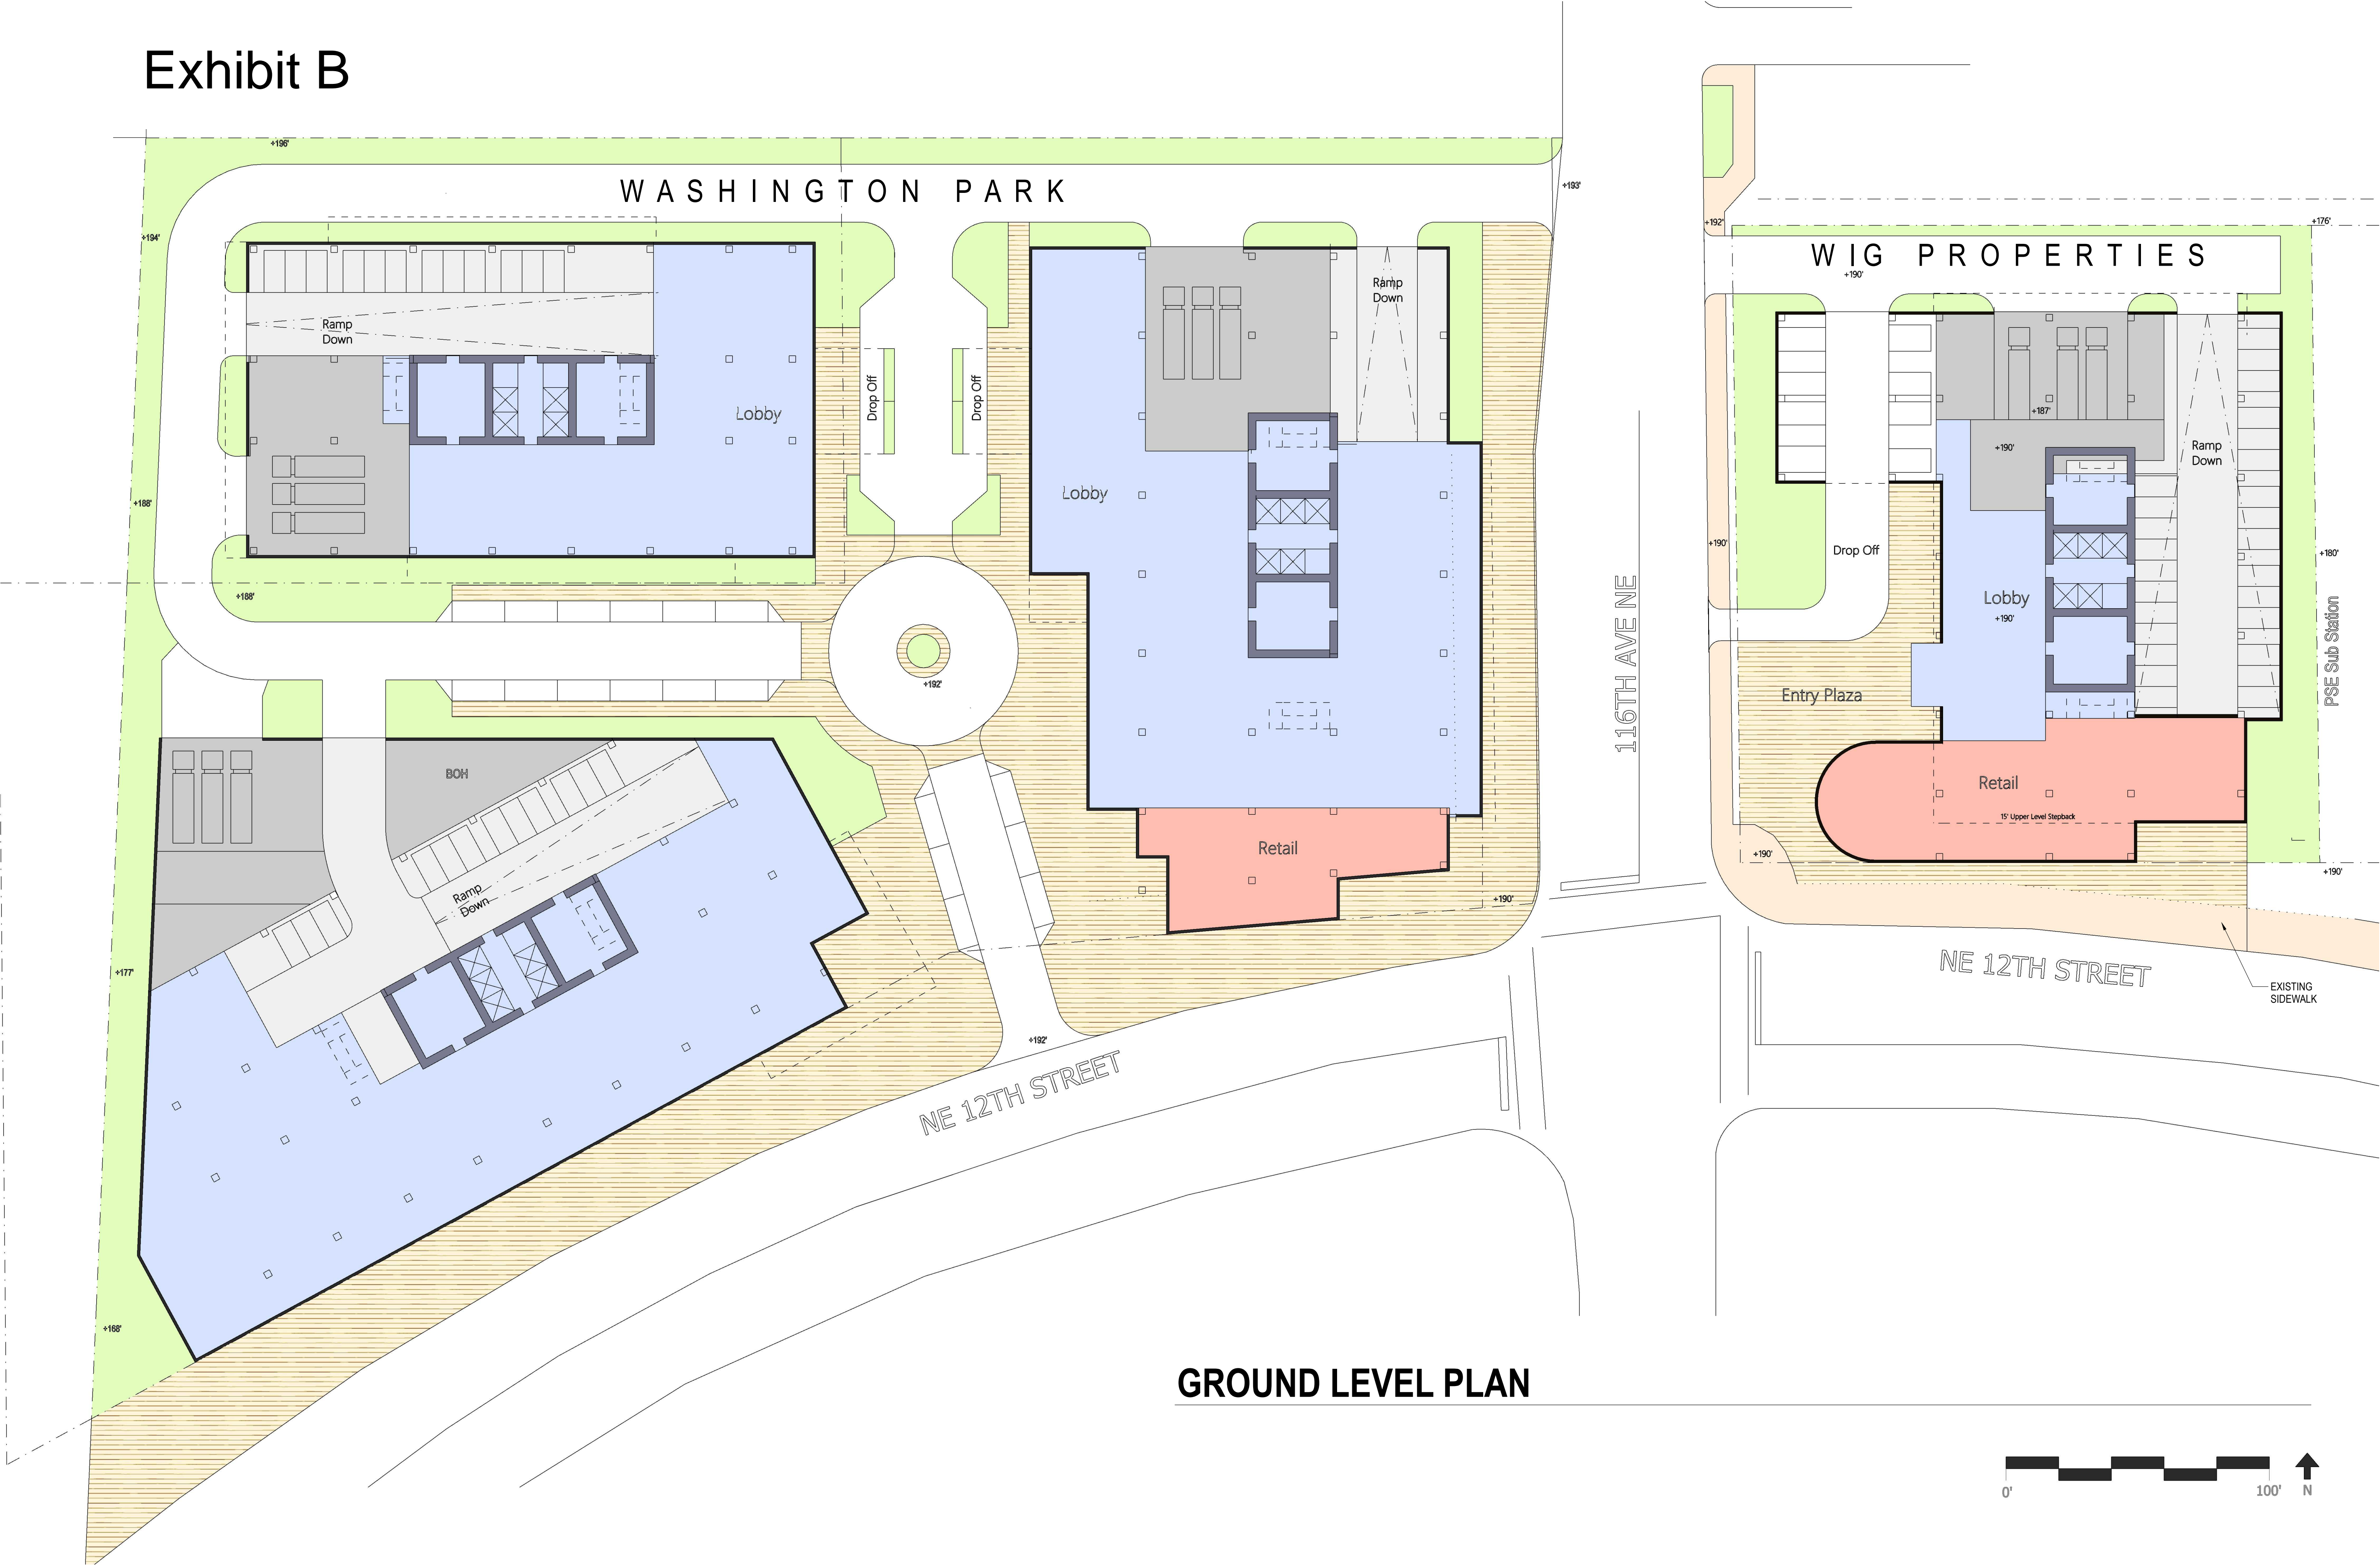 Exhibit B
+196'
WASHINGTON PARK
+193'
+194'
Ramp
Down
Lobby
Drop Off
Drop Off
+188'
+188'
+192'
Lobby
Ramp
Down
Retail
+190'
BOH
Ramp
Down
+177'
+168'
+192'
NE 12TH STREET
116TH AVE NE
+192'
+176'
WIG PROPERTIES
+190'
+187'
+190'
Ramp
Down
+190'
Drop Off
+180'
Lobby
+190'
PSE Sub Station
Entry Plaza
Retail
15' Upper Level Stepback
+190'
+190'
NE 12TH STREET
EXISTING
SIDEWALK
GROUND LEVEL PLAN
0'
100'
N